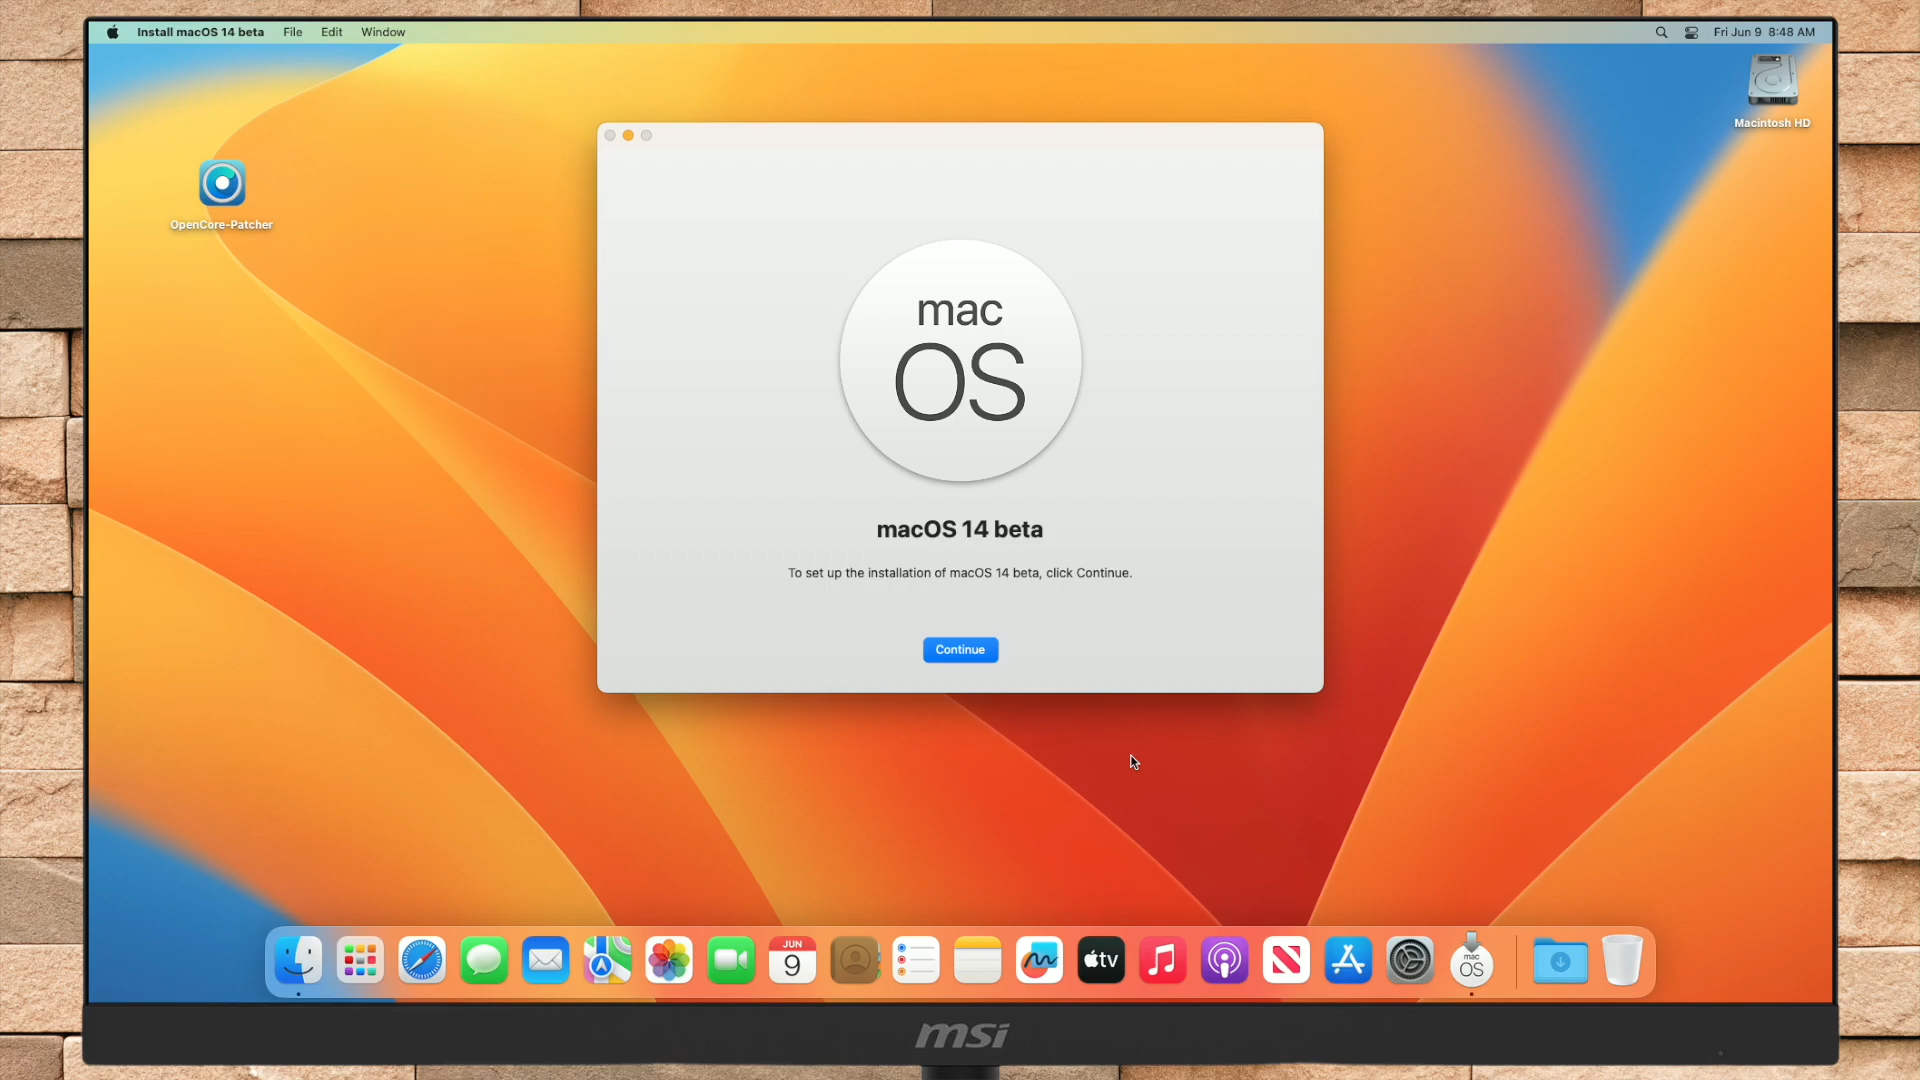 Install macOS 14 beta File Edit Window Fri Jun 9 8:48 AM
Macintosh HD
OpenCore-Patcher
mac
OS
macOS 14 beta
To set up the installation of macOS 14 beta, click Continue.
Continue
JUN
9
tv
mac
OS
msi